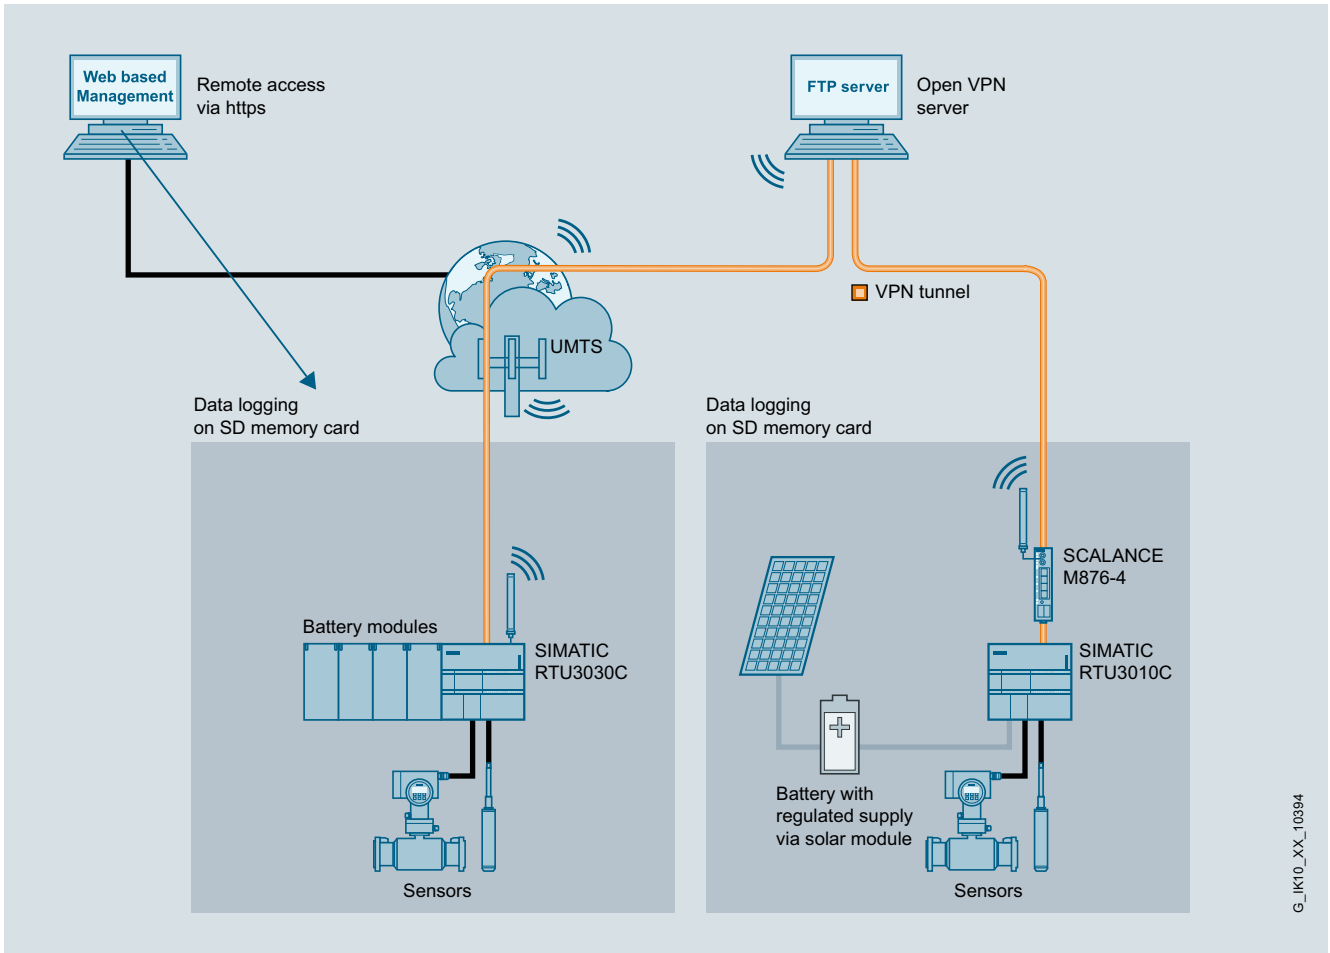 Web based
Management
Remote access
via https
FTP server
Open VPN
server
VPN tunnel
UMTS
Data logging
on SD memory card
Data logging
on SD memory card
SCALANCE
M876-4
Battery modules
SIMATIC
RTU3030C
SIMATIC
RTU3010C
Battery with
regulated supply
via solar module
Sensors
Sensors
G_IK10_XX_10394